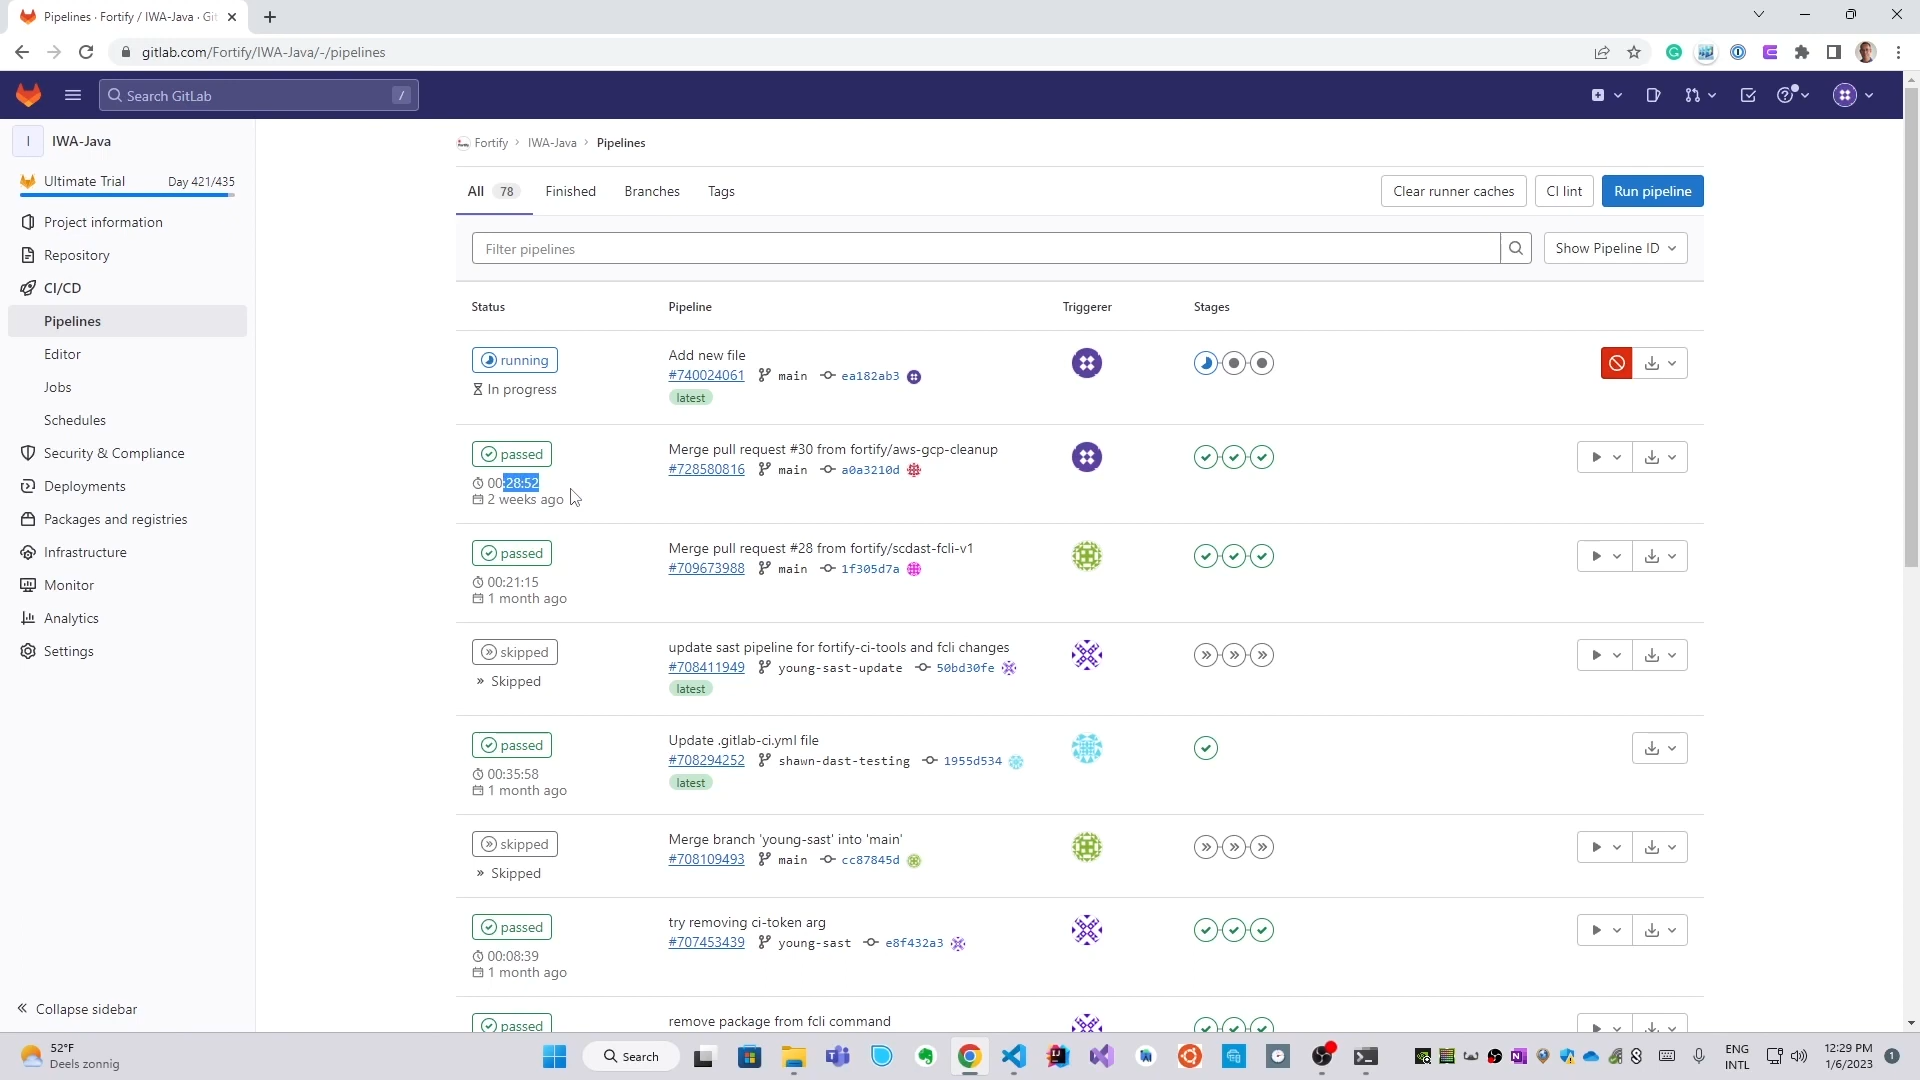 Pipelines · Fortify / IWA-Java · Git
gitlab.com/Fortify/IWA-Java/-/pipelines
Search GitLab
/
I
IWA-Java
Ultimate Trial
Day 421/435
Project information
Repository
CI/CD
Pipelines
Editor
Jobs
Schedules
Security & Compliance
Deployments
Packages and registries
Infrastructure
Monitor
Analytics
Settings
Collapse sidebar
Fortify
IWA-Java
Pipelines
All 78
Finished
Branches
Tags
Clear runner caches
CI lint
Run pipeline
Filter pipelines
Show Pipeline ID
Status
Pipeline
Triggerer
Stages
running
In progress
Add new file
#740024061 main ea182ab3
latest
passed
00:28:52
2 weeks ago
Merge pull request #30 from fortify/aws-gcp-cleanup
#728580816 main a0a3210d
passed
00:21:15
1 month ago
Merge pull request #28 from fortify/scdast-fcli-v1
#709673988 main 1f305d7a
skipped
Skipped
update sast pipeline for fortify-ci-tools and fcli changes
#708411949 young-sast-update 50bd30fe
latest
passed
00:35:58
1 month ago
Update .gitlab-ci.yml file
#708294252 shawn-dast-testing 1955d534
latest
skipped
Skipped
Merge branch 'young-sast' into 'main'
#708109493 main cc87845d
passed
00:08:39
1 month ago
try removing ci-token arg
#707453439 young-sast e8f432a3
passed
remove package from fcli command
52°F
Deels zonnig
Search
ENG
INTL
12:29 PM
1/6/2023
1